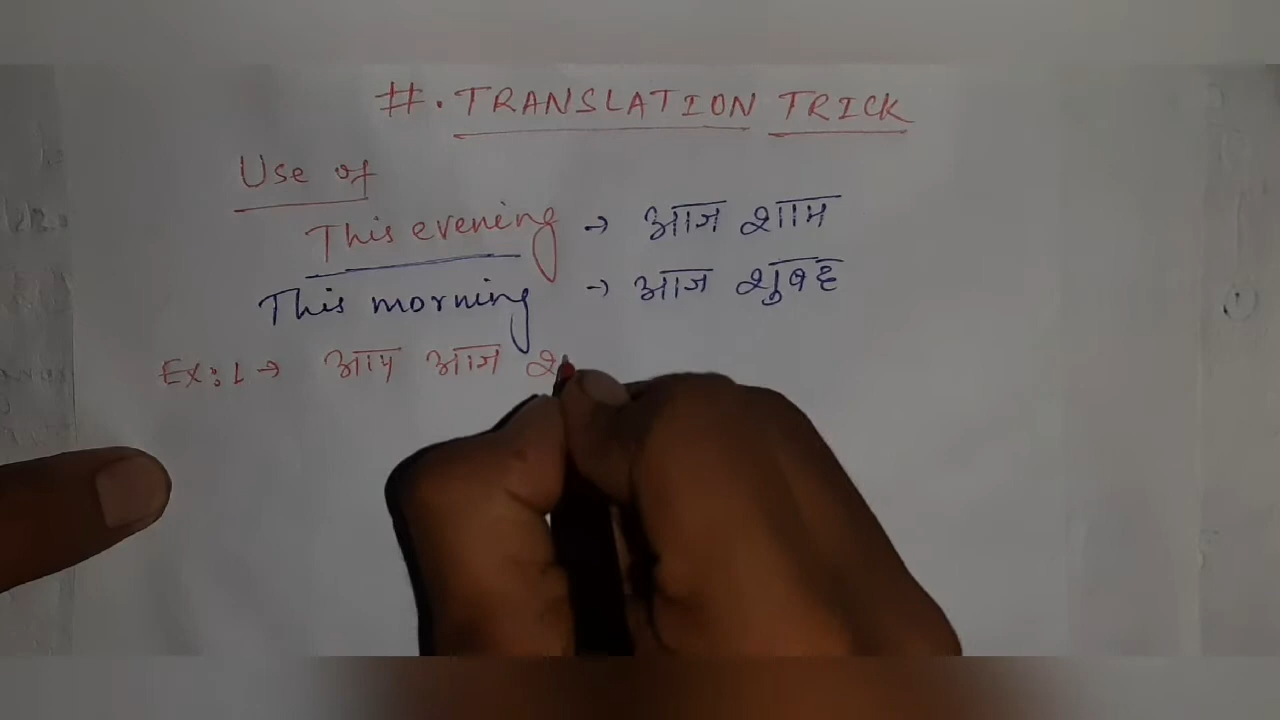 #. TRANSLATION TRICK
Use of
This evening → आज शाम
This morning → आज शुबह
Ex:1 → आप आज श